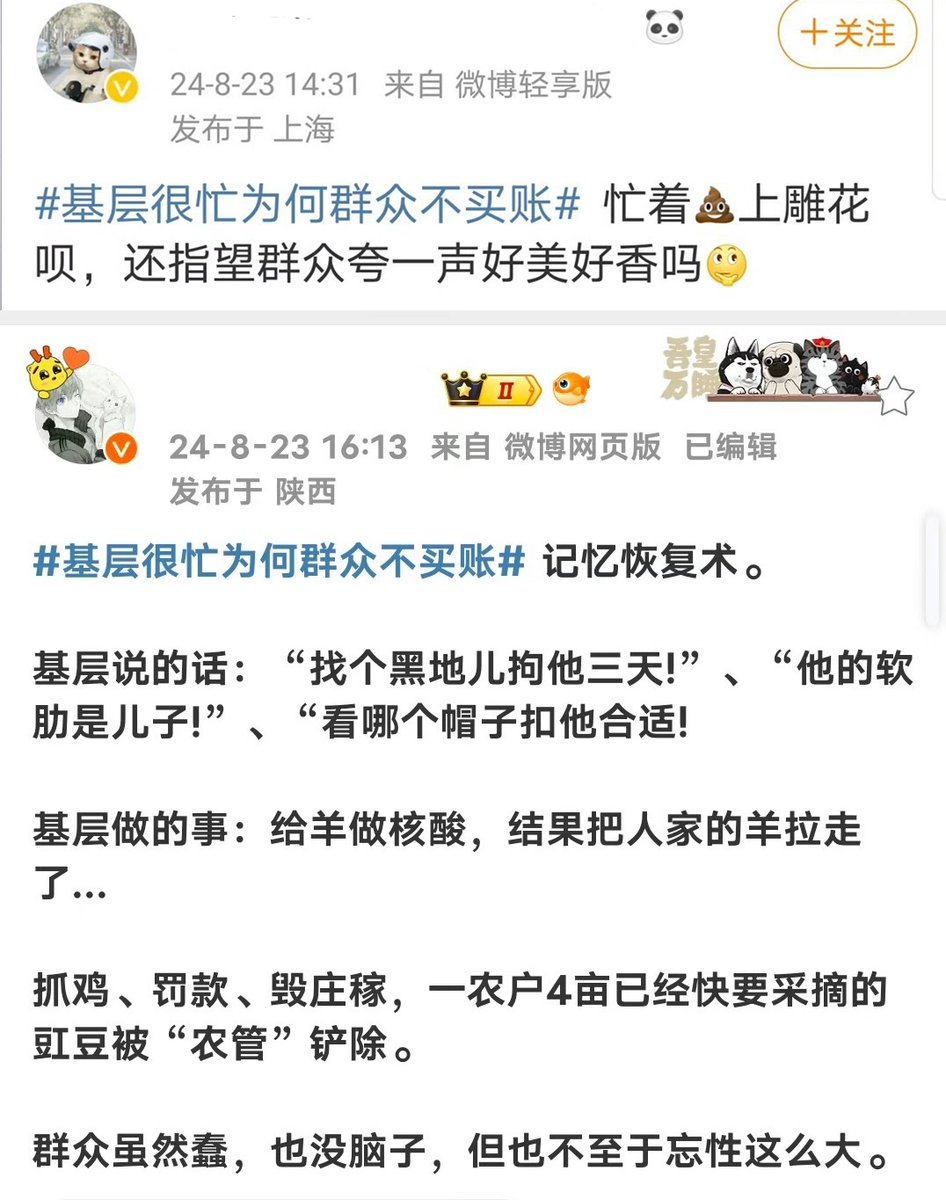 +关注
24-8-23 14:31 来自 微博轻享版
发布于 上海
#基层很忙为何群众不买账# 忙着💩上雕花
呗，还指望群众夸一声好美好香吗🤔
II
吾皇
万睡
24-8-23 16:13 来自 微博网页版 已编辑
发布于 陕西
#基层很忙为何群众不买账# 记忆恢复术。
基层说的话：“找个黑地儿拘他三天!”、“他的软
肋是儿子!”、“看哪个帽子扣他合适!
基层做的事：给羊做核酸，结果把人家的羊拉走
了...
抓鸡、罚款、毁庄稼，一农户4亩已经快要采摘的
豇豆被“农管”铲除。
群众虽然蠢，也没脑子，但也不至于忘性这么大。